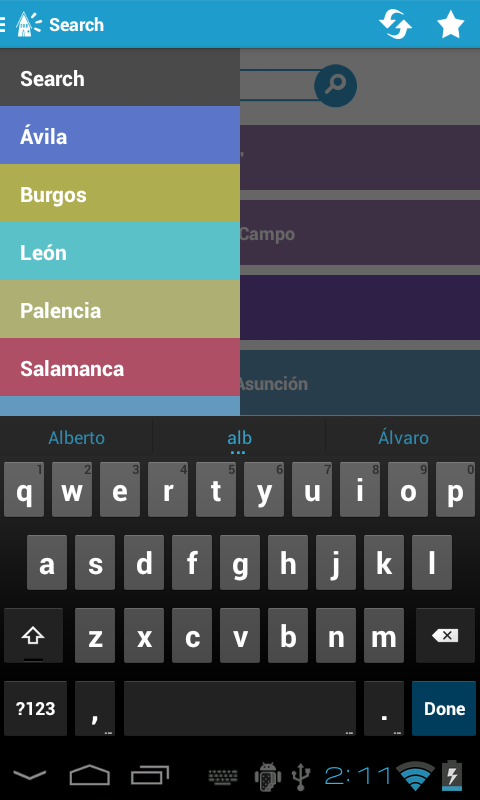 Search
Search
Ávila
Burgos
Campo
León
Palencia
Asunción
Salamanca
Alberto alb Álvaro
1 2 3 4 5 6 7 8 9 0
q w e r t y u i o p
a s d f g h j k l
z x c v b n m
?123 , . Done
2:11